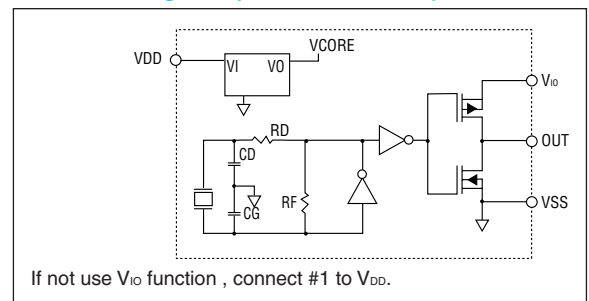 VCORE
VDD
VI VO
VIO
RD
OUT
CD
RF
CG
VSS
If not use VIO function , connect #1 to VDD.